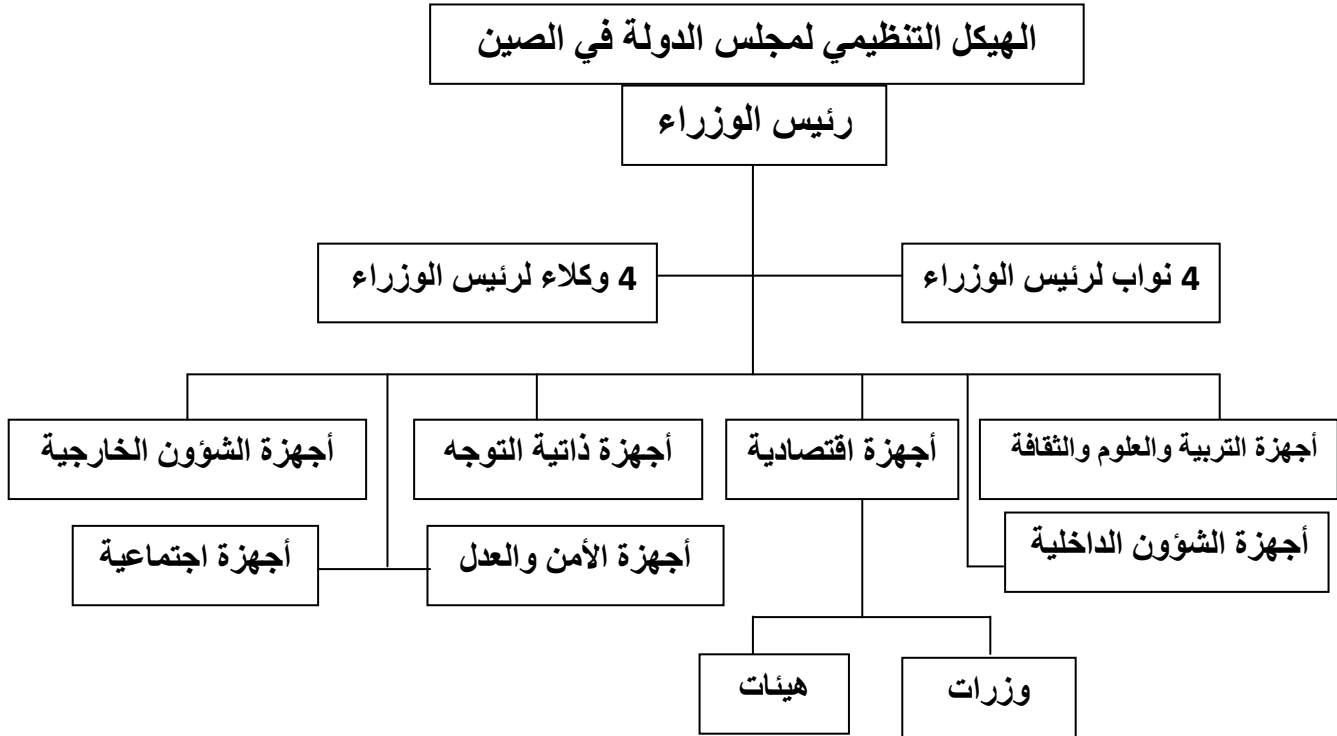 الهيكل التنظيمي لمجلس الدولة في الصين
رئيس الوزراء
4 نواب لرئيس الوزراء
4 وكلاء لرئيس الوزراء
أجهزة التربية والعلوم والثقافة
أجهزة اقتصادية
أجهزة ذاتية التوجه
أجهزة الشؤون الخارجية
أجهزة الشؤون الداخلية
أجهزة الأمن والعدل
أجهزة اجتماعية
وزرات
هيئات